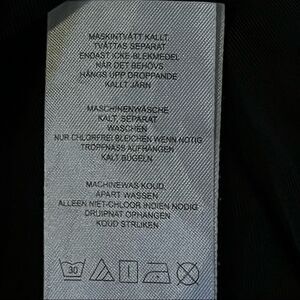 MASKINTVÄTT KALLT
TVÄTTAS SEPARAT
ENDAST ICKE-BLEKMEDEL
NÄR DET BEHÖVS
HÄNGS UPP DROPPANDE
KALLT JÄRN
MASCHINENWÄSCHE
KALT, SEPARAT
WASCHEN
NUR CHLORFREI BLEICHEN WENN NÖTIG
TROPFNASS AUFHÄNGEN
KALT BÜGELN
MACHINEWAS KOUD,
APART WASSEN
ALLEEN NIET-CHLOOR INDIEN NODIG
DRUIPNAT OPHANGEN
KOUD STRIJKEN
30